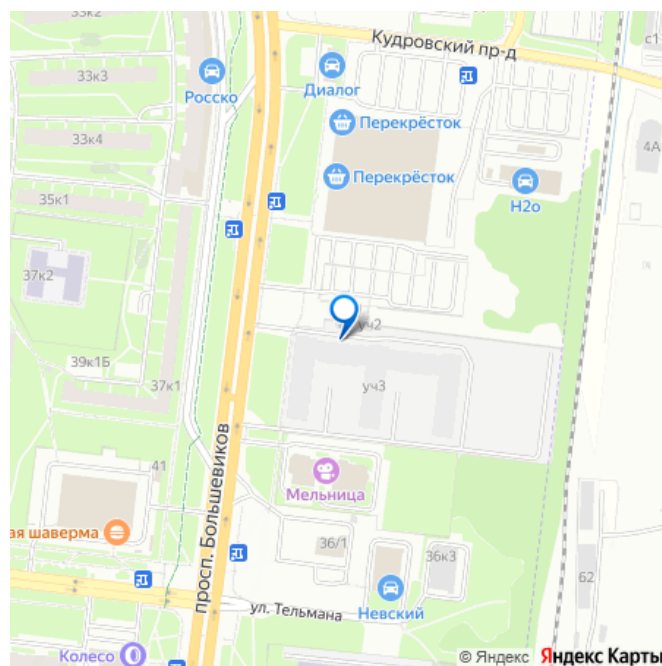 33к2
Кудровский пр-д
с1
33к3
Росско
Диалог
Перекрёсток
33к4
4А
Перекрёсток
35к1
Н2о
37к2
уч2
39к1Б
37к1
уч3
просп. Большевиков
41
Мельница
ая шаверма
36/1
36к3
62
ул. Тельмана
Невский
Колесо
© Яндекс Яндекс Карты